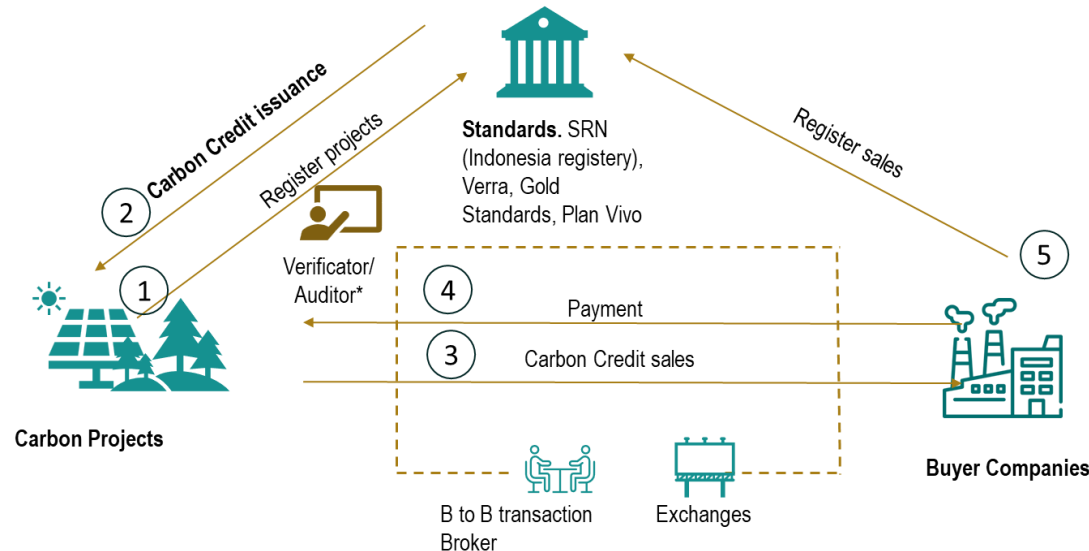 Carbon Credit issuance
Register projects
Standards. SRN
(Indonesia registery),
Verra, Gold
Standards, Plan Vivo
Register sales
2
Verificator/
Auditor*
1
5
4
Payment
3
Carbon Credit sales
Carbon Projects
Buyer Companies
B to B transaction
Broker
Exchanges